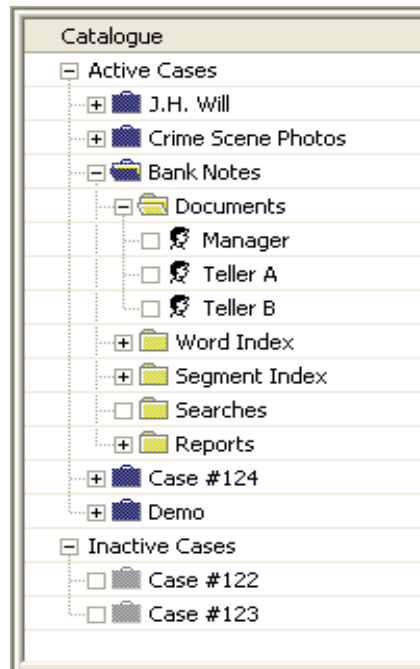 Catalogue
Active Cases
J.H. Will
Crime Scene Photos
Bank Notes
Documents
Manager
Teller A
Teller B
Word Index
Segment Index
Searches
Reports
Case #124
Demo
Inactive Cases
Case #122
Case #123